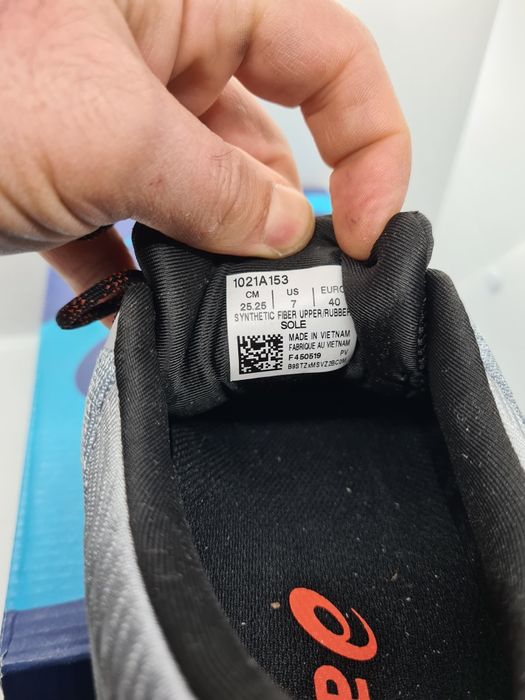 1021A153
CM US EURO
25.25 7 40
SYNTHETIC FIBER UPPER/RUBBER
SOLE
MADE IN VIETNAM
FABRIQUE AU VIETNAM
F450519 PV